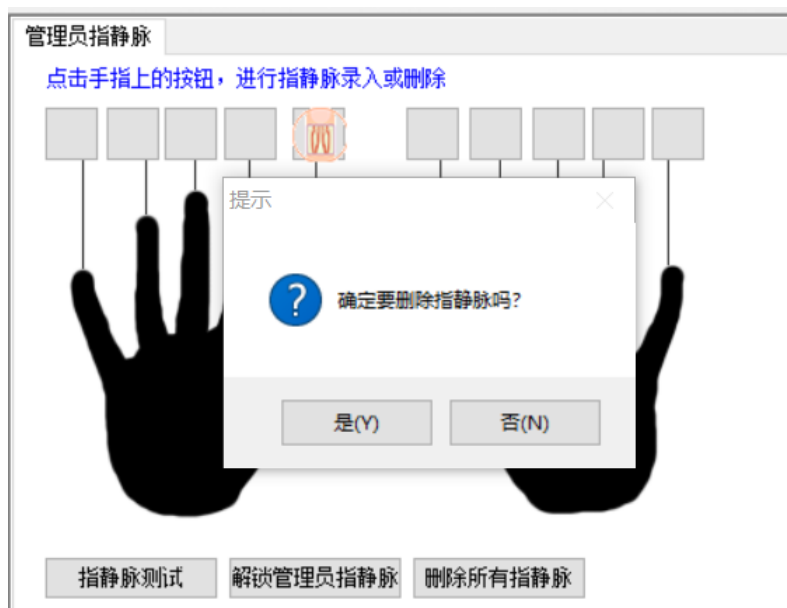 管理员指静脉
点击手指上的按钮，进行指静脉录入或删除
提示
确定要删除指静脉吗?
是(Y)
否(N)
指静脉测试
解锁管理员指静脉
删除所有指静脉